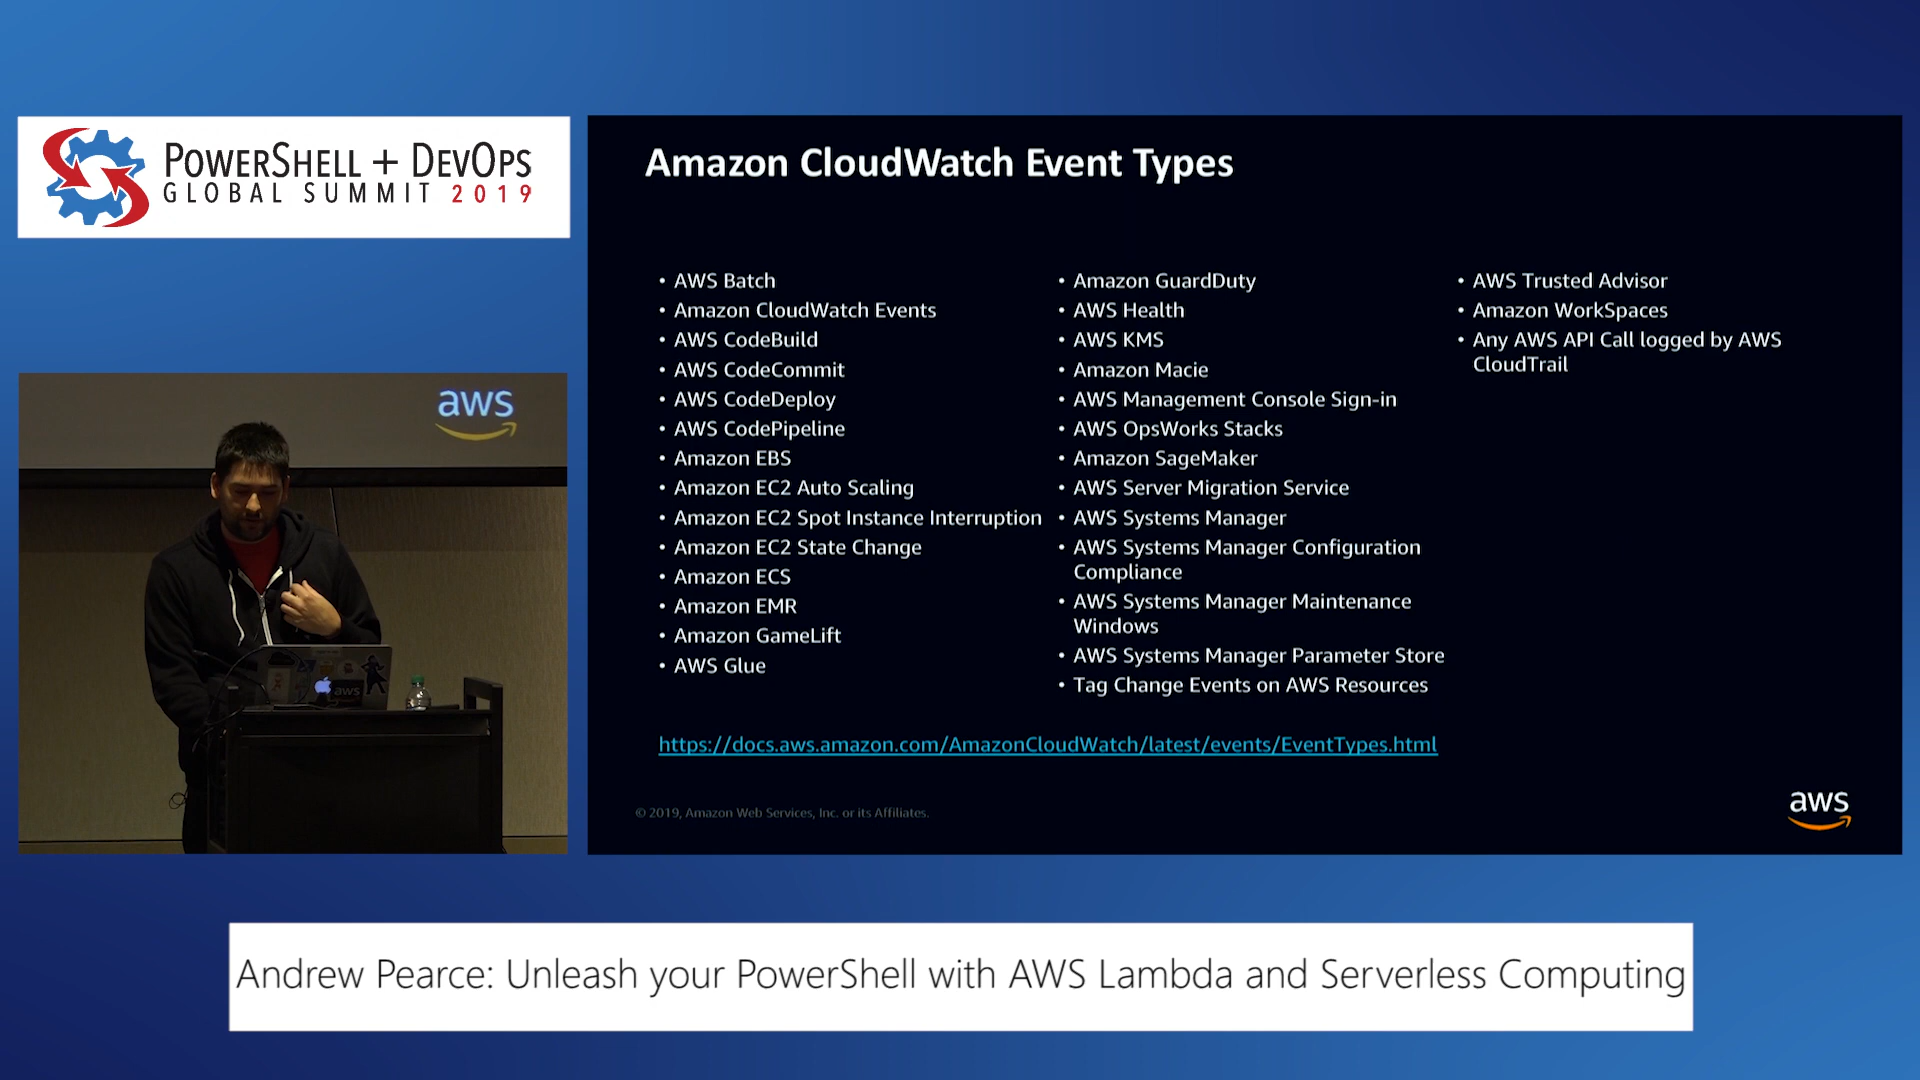 POWERSHELL + DEVOPS
GLOBAL SUMMIT 2019
aws
aws
Amazon CloudWatch Event Types
• AWS Batch
• Amazon CloudWatch Events
• AWS CodeBuild
• AWS CodeCommit
• AWS CodeDeploy
• AWS CodePipeline
• Amazon EBS
• Amazon EC2 Auto Scaling
• Amazon EC2 Spot Instance Interruption
• Amazon EC2 State Change
• Amazon ECS
• Amazon EMR
• Amazon GameLift
• AWS Glue
• Amazon GuardDuty
• AWS Health
• AWS KMS
• Amazon Macie
• AWS Management Console Sign-in
• AWS OpsWorks Stacks
• Amazon SageMaker
• AWS Server Migration Service
• AWS Systems Manager
• AWS Systems Manager Configuration
Compliance
• AWS Systems Manager Maintenance
Windows
• AWS Systems Manager Parameter Store
• Tag Change Events on AWS Resources
• AWS Trusted Advisor
• Amazon WorkSpaces
• Any AWS API Call logged by AWS
CloudTrail
https://docs.aws.amazon.com/AmazonCloudWatch/latest/events/EventTypes.html
© 2019, Amazon Web Services, Inc. or its Affiliates.
aws
Andrew Pearce: Unleash your PowerShell with AWS Lambda and Serverless Computing